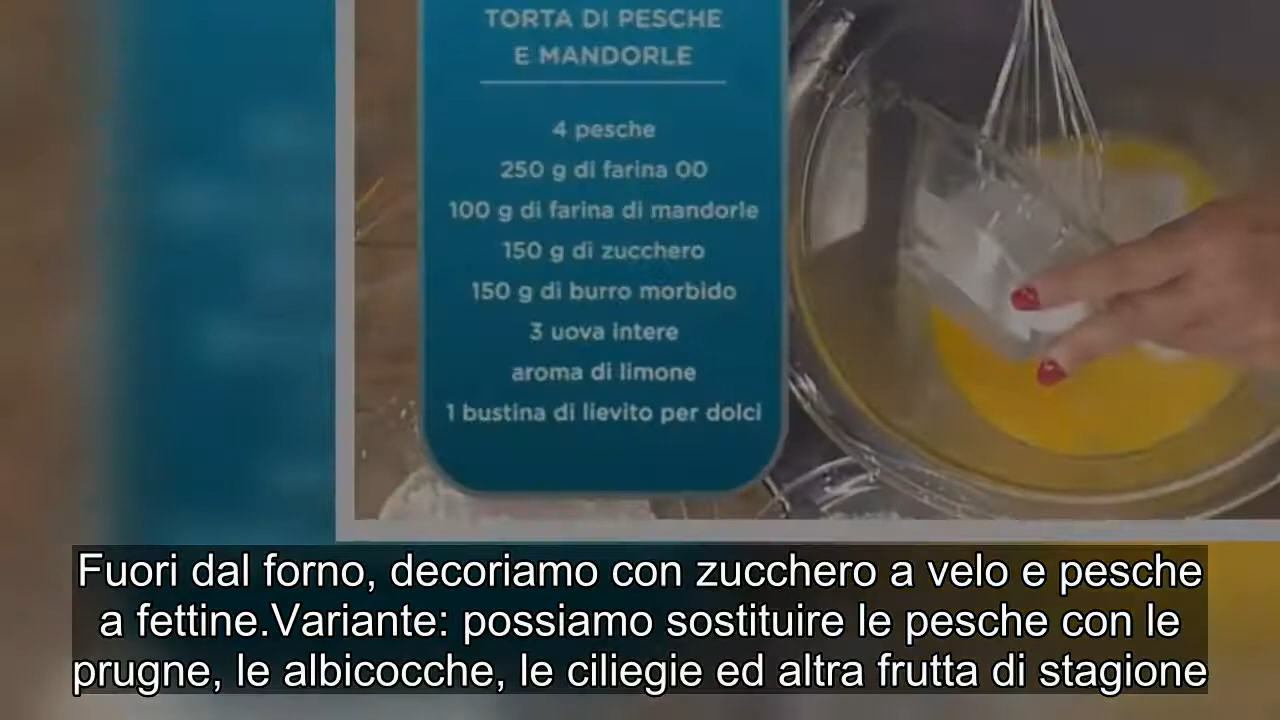 TORTA DI PESCHE
E MANDORLE
4 pesche
250 g di farina 00
100 g di farina di mandorle
150 g di zucchero
150 g di burro morbido
3 uova intere
aroma di limone
1 bustina di lievito per dolci
Fuori dal forno, decoriamo con zucchero a velo e pesche
a fettine.Variante: possiamo sostituire le pesche con le
prugne, le albicocche, le ciliegie ed altra frutta di stagione